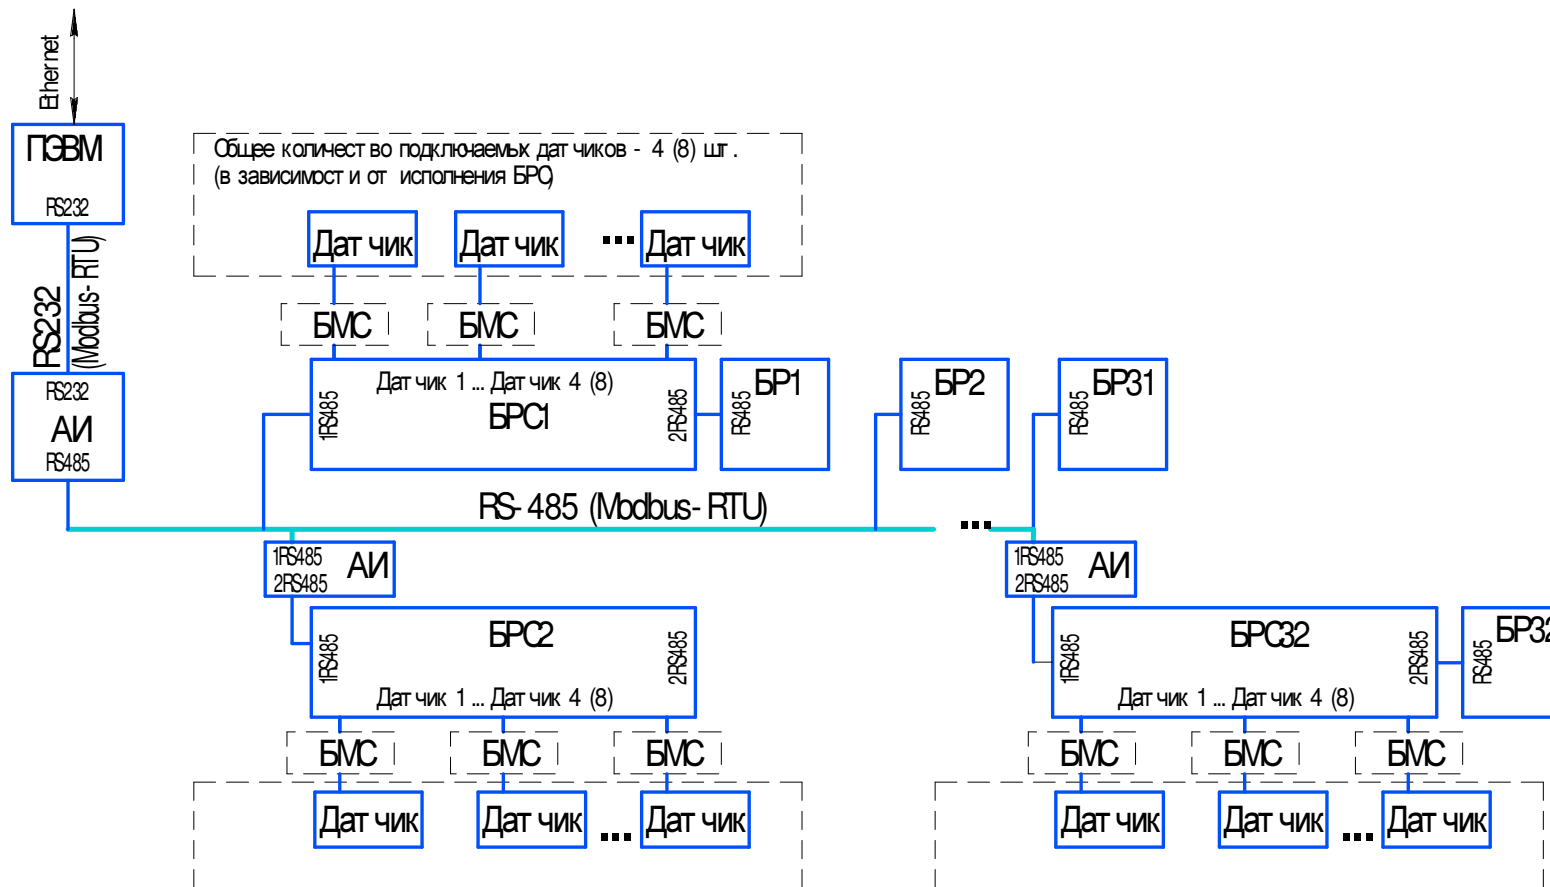 Ethernet
ПЭВМ
RS232
RS232
(Modbus-RTU)
RS232
АИ
RS485
Общее количество подключаемых датчиков - 4 (8) шт.
(в зависимости от исполнения БРС)
Датчик Датчик ... Датчик
БМС БМС БМС
Датчик 1 ... Датчик 4 (8)
БРС1
1RS485
2RS485
БР1
RS485
БР2
RS485
БР31
RS485
RS-485 (Modbus-RTU)
...
1RS485
2RS485
АИ
1RS485
2RS485
АИ
БРС2
1RS485
2RS485
Датчик 1 ... Датчик 4 (8)
БМС БМС БМС
Датчик Датчик ... Датчик
БРС32
1RS485
2RS485
Датчик 1 ... Датчик 4 (8)
БР32
RS485
БМС БМС БМС
Датчик Датчик ... Датчик